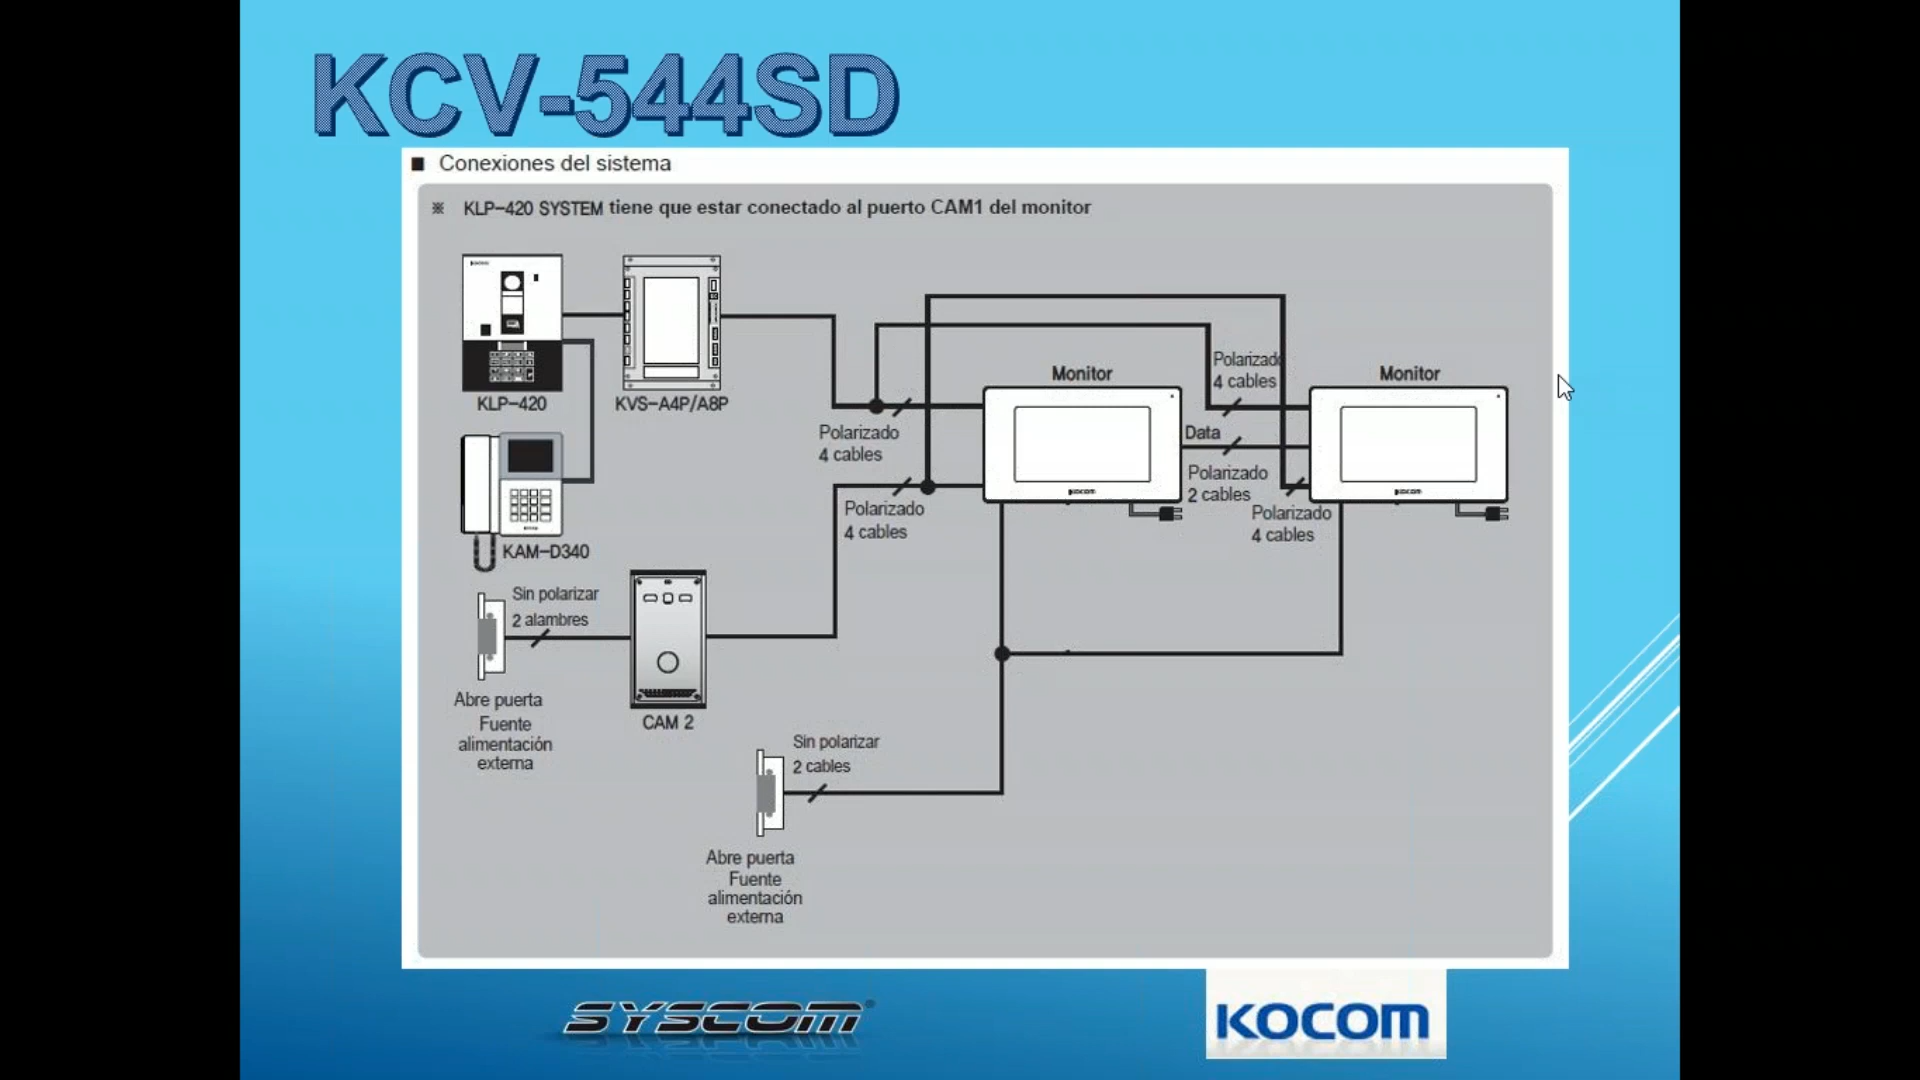 KCV-544SD
■ Conexiones del sistema
※ KLP-420 SYSTEM tiene que estar conectado al puerto CAM1 del monitor
KLP-420
KVS-A4P/A8P
Polarizado
4 cables
Monitor
Polarizado
4 cables
Monitor
Data
Polarizado
2 cables
KOCOM
KOCOM
Polarizado
4 cables
Polarizado
4 cables
KAM-D340
Sin polarizar
2 alambres
Abre puerta
Fuente
alimentación
externa
CAM 2
Sin polarizar
2 cables
Abre puerta
Fuente
alimentación
externa
SYSCOM®
KOCOM